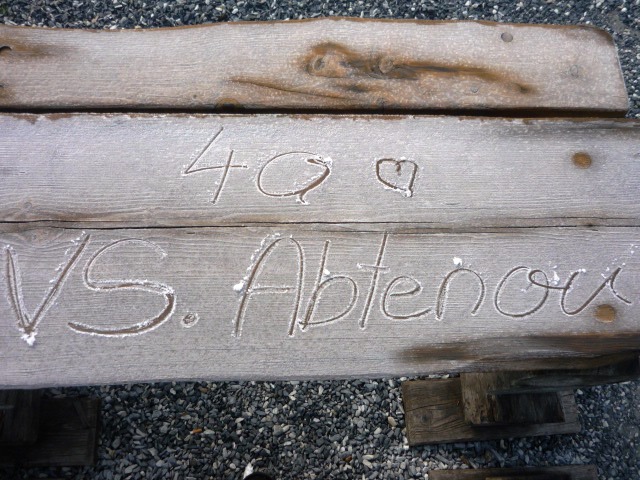 4a ♡
VS. Abtenau